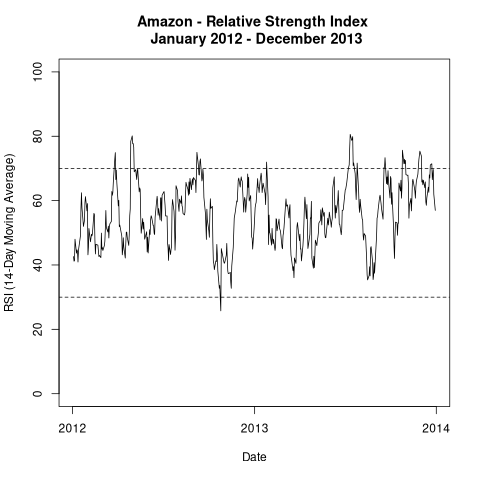 Amazon - Relative Strength Index
January 2012 - December 2013
RSI (14-Day Moving Average)
100
80
60
40
20
0
2012
2013
2014
Date